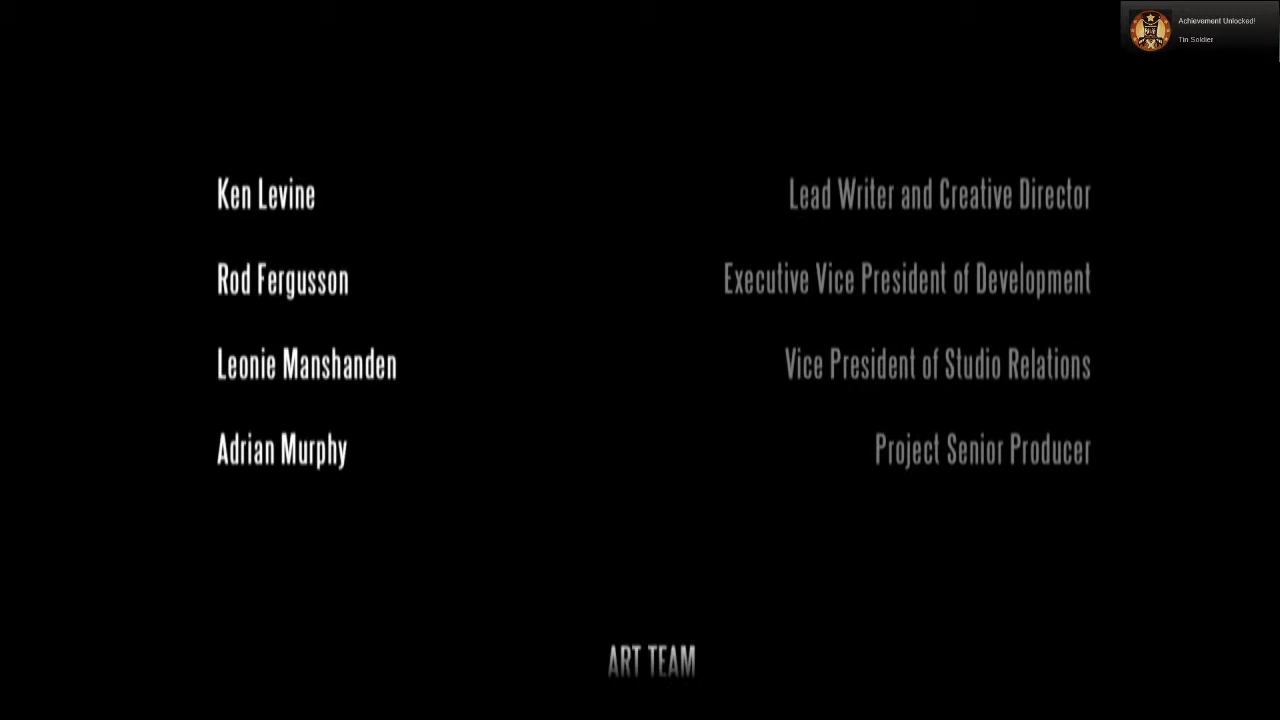 Achievement Unlocked!
Tin Soldier
Ken Levine Lead Writer and Creative Director
Rod Fergusson Executive Vice President of Development
Leonie Manshanden Vice President of Studio Relations
Adrian Murphy Project Senior Producer
ART TEAM